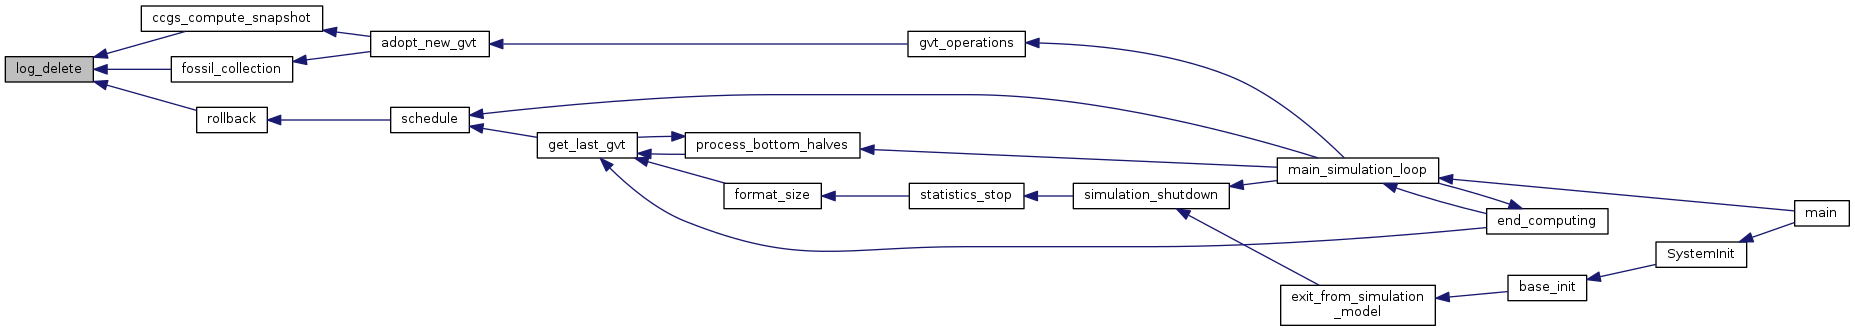 ccgs_compute_snapshot
adopt_new_gvt
gvt_operations
log_delete
fossil_collection
rollback
schedule
get_last_gvt
process_bottom_halves
main_simulation_loop
format_size
statistics_stop
simulation_shutdown
end_computing
main
SystemInit
exit_from_simulation
_model
base_init